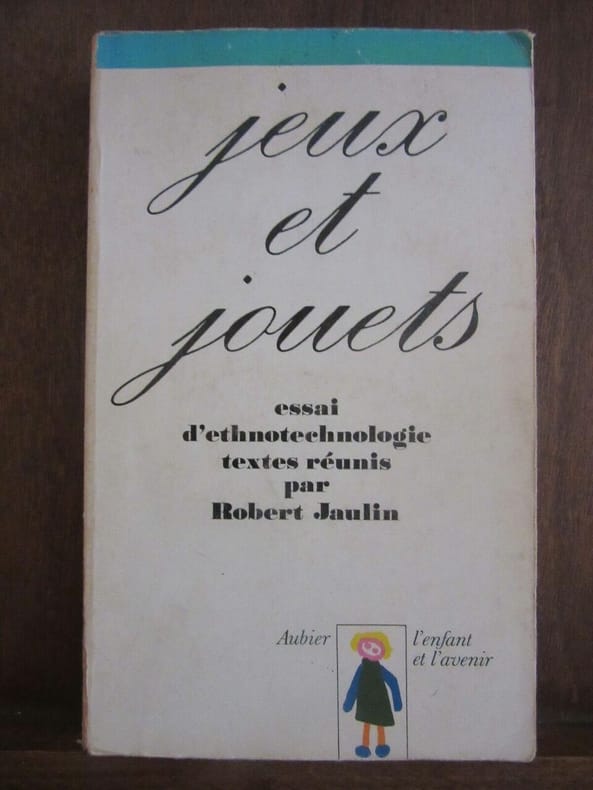 jeux
et
jouets
essai
d'ethnotechnologie
textes réunis
par
Robert Jaulin
Aubier
l'enfant
et l'avenir